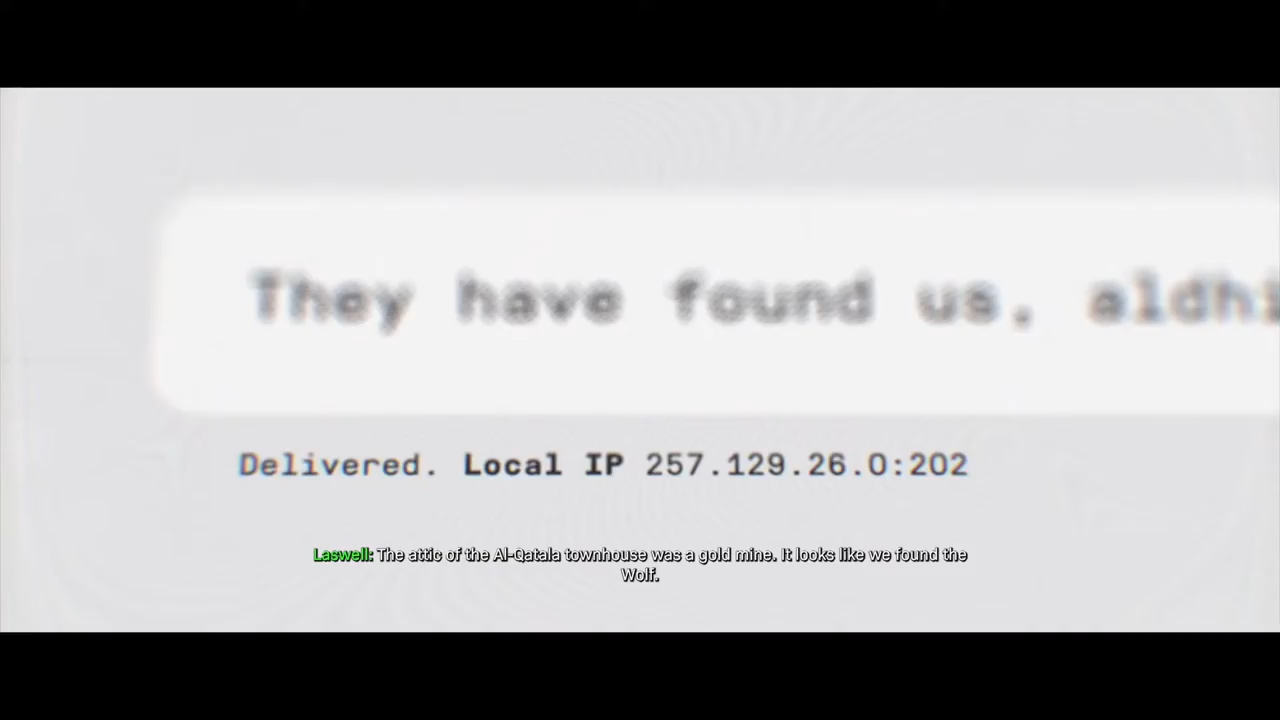 They have found us, aldhi
Delivered. Local IP 257.129.26.0:202
Laswell: The attic of the Al-Qatala townhouse was a gold mine. It looks like we found the
Wolf.